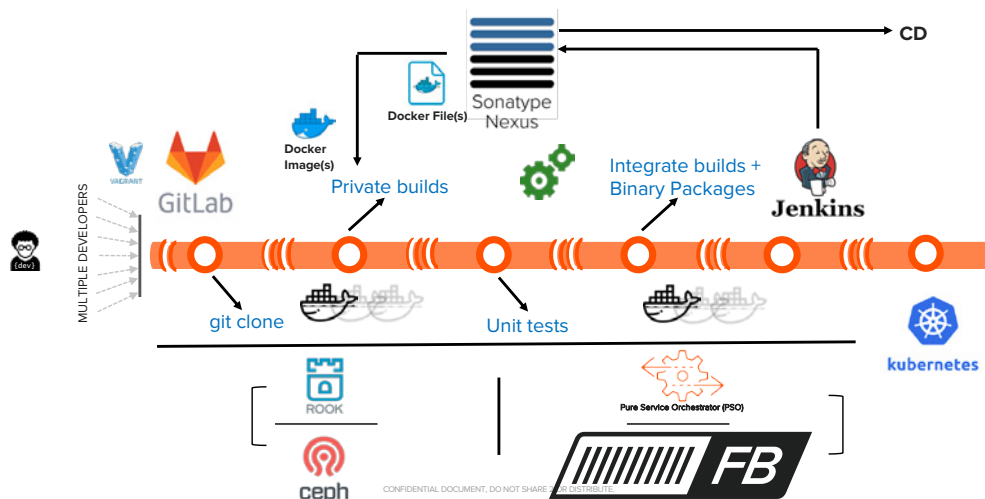 CD
Sonatype
Nexus
Docker File(s)
Docker
Image(s)
VAGRANT
GitLab
Private builds
Integrate builds +
Binary Packages
Jenkins
MULTIPLE DEVELOPERS
{dev}
git clone
Unit tests
kubernetes
ROOK
Pure Service Orchestrator (PSO)
ceph
FB
CONFIDENTIAL DOCUMENT, DO NOT SHARE OR DISTRIBUTE.